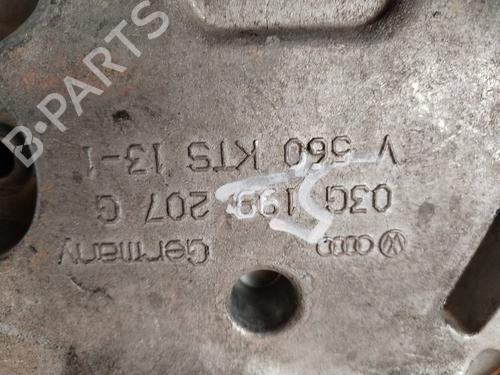 Germany
03G 199 207 G
V 560 KTS 13-1
B-PARTS